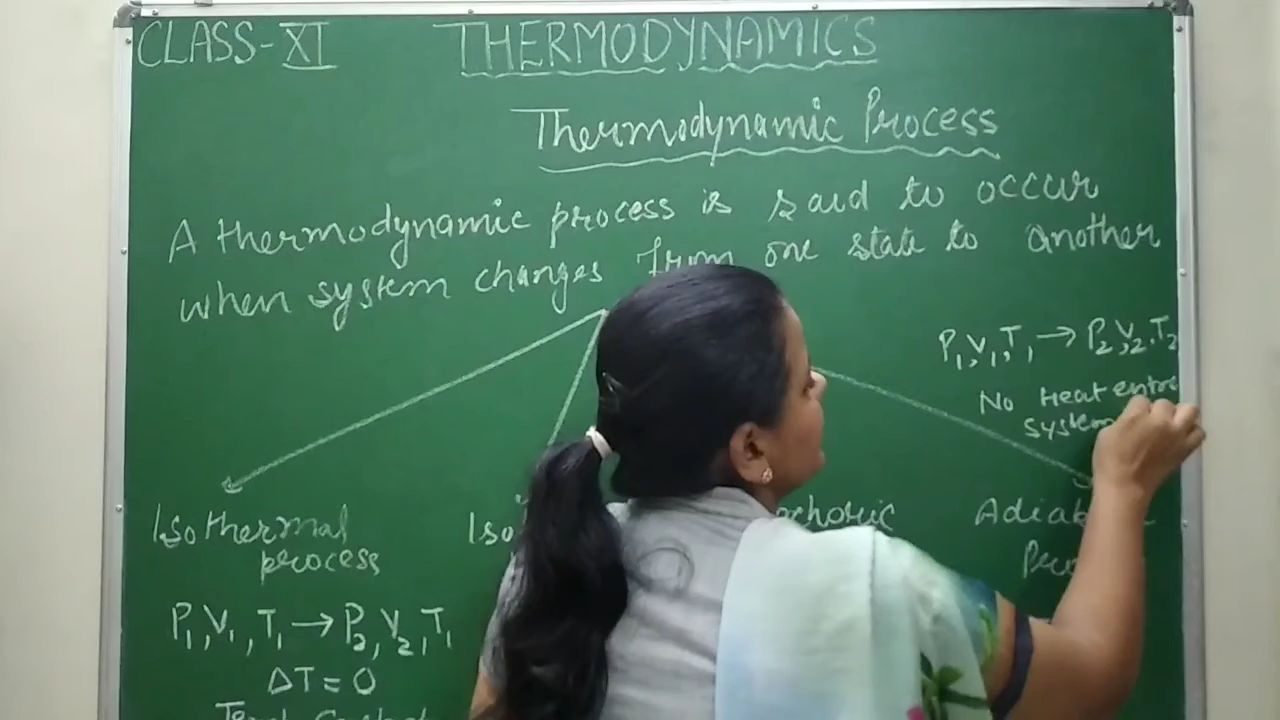 CLASS-XI
THERMODYNAMICS
Thermodynamic Process
A thermodynamic process is said to occur
when system changes from one state to another
P₁,V₁,T₁ → P₂,V₂,T₂
No Heat
system
Isothermal
process
P₁,V₁,T₁ → P₂,V₂,T₁
ΔT = 0